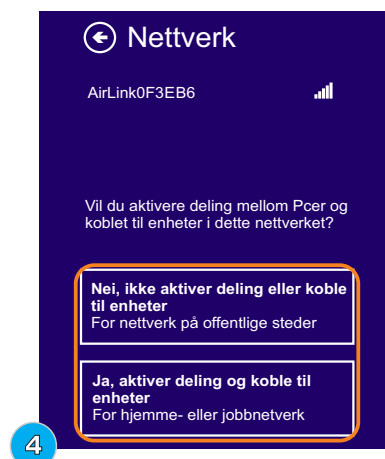 Nettverk
AirLink0F3EB6
Vil du aktivere deling mellom Pcer og
koblet til enheter i dette nettverket?
Nei, ikke aktiver deling eller koble
til enheter
For nettverk på offentlige steder
Ja, aktiver deling og koble til
enheter
For hjemme- eller jobbnetverk
4